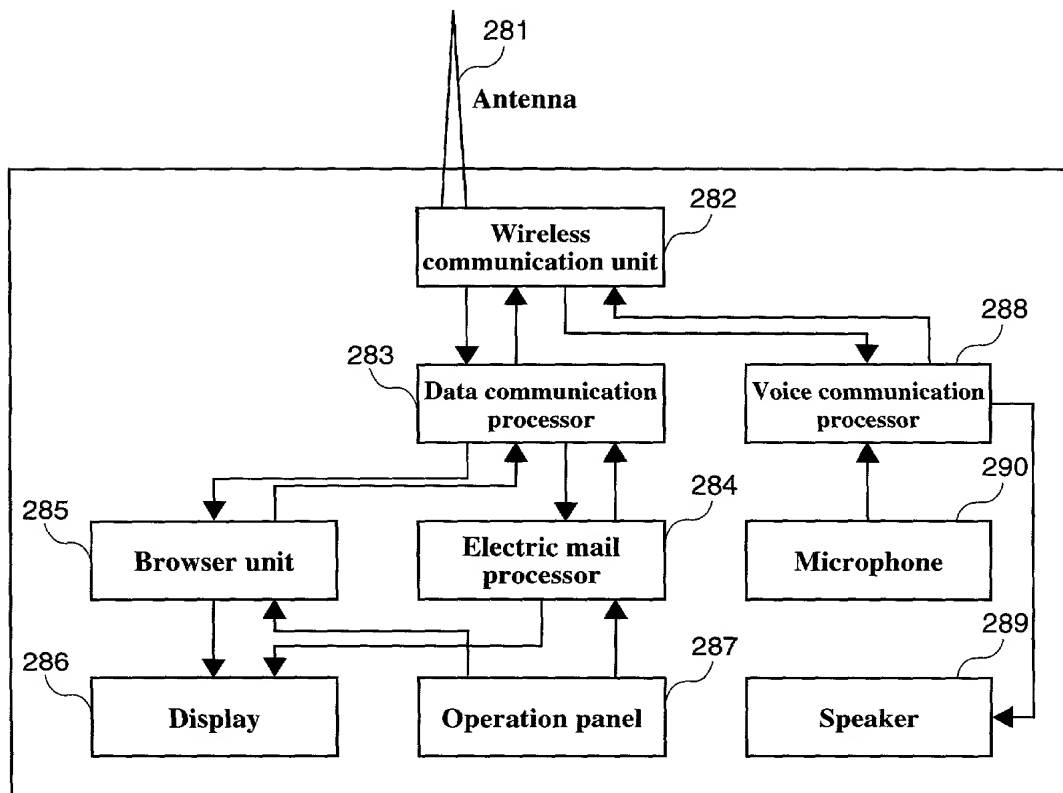 281
Antenna
282
Wireless
communication unit
283
Data communication
processor
288
Voice communication
processor
285
Browser unit
284
Electric mail
processor
290
Microphone
286
Display
287
Operation panel
289
Speaker